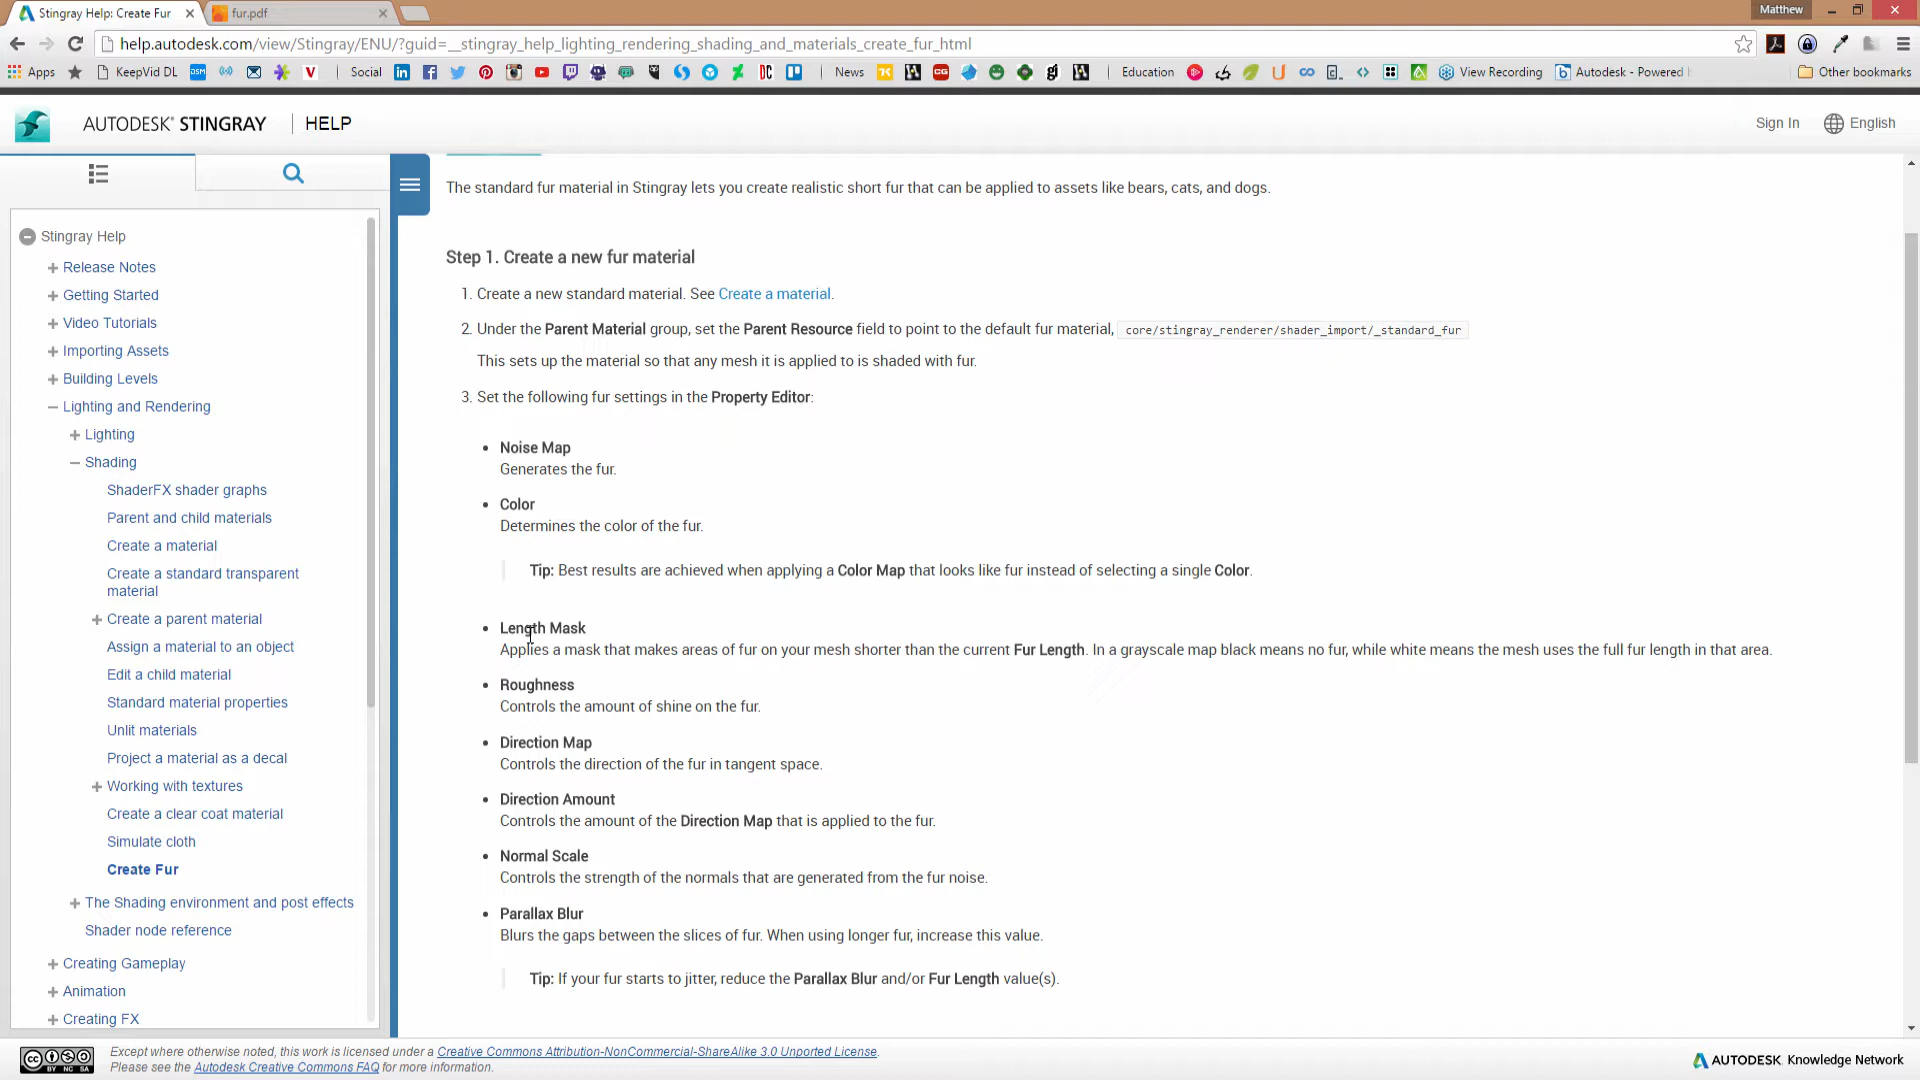 Stingray Help: Create Fur
fur.pdf
Matthew
help.autodesk.com/view/Stingray/ENU/?guid=__stingray_help_lighting_rendering_shading_and_materials_create_fur_html
Apps KeepVid DL Social News Education View Recording Autodesk - Powered Other bookmarks
AUTODESK® STINGRAY HELP
Sign In English
Stingray Help
Release Notes
Getting Started
Video Tutorials
Importing Assets
Building Levels
Lighting and Rendering
Lighting
Shading
ShaderFX shader graphs
Parent and child materials
Create a material
Create a standard transparent
material
Create a parent material
Assign a material to an object
Edit a child material
Standard material properties
Unlit materials
Project a material as a decal
Working with textures
Create a clear coat material
Simulate cloth
Create Fur
The Shading environment and post effects
Shader node reference
Creating Gameplay
Animation
Creating FX
The standard fur material in Stingray lets you create realistic short fur that can be applied to assets like bears, cats, and dogs.
Step 1. Create a new fur material
1. Create a new standard material. See Create a material.
2. Under the Parent Material group, set the Parent Resource field to point to the default fur material, core/stingray_renderer/shader_import/_standard_fur
This sets up the material so that any mesh it is applied to is shaded with fur.
3. Set the following fur settings in the Property Editor:
• Noise Map
Generates the fur.
• Color
Determines the color of the fur.
Tip: Best results are achieved when applying a Color Map that looks like fur instead of selecting a single Color.
• Length Mask
Applies a mask that makes areas of fur on your mesh shorter than the current Fur Length. In a grayscale map black means no fur, while white means the mesh uses the full fur length in that area.
• Roughness
Controls the amount of shine on the fur.
• Direction Map
Controls the direction of the fur in tangent space.
• Direction Amount
Controls the amount of the Direction Map that is applied to the fur.
• Normal Scale
Controls the strength of the normals that are generated from the fur noise.
• Parallax Blur
Blurs the gaps between the slices of fur. When using longer fur, increase this value.
Tip: If your fur starts to jitter, reduce the Parallax Blur and/or Fur Length value(s).
Except where otherwise noted, this work is licensed under a Creative Commons Attribution-NonCommercial-ShareAlike 3.0 Unported License.
Please see the Autodesk Creative Commons FAQ for more information.
AUTODESK. Knowledge Network